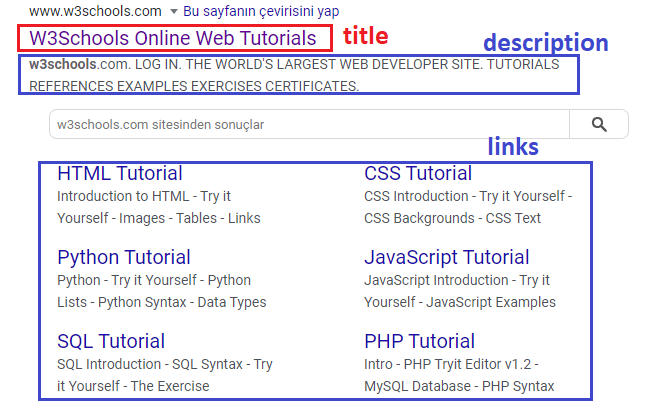 www.w3schools.com ▾ Bu sayfanın çevirisini yap
W3Schools Online Web Tutorials title
description
w3schools.com. LOG IN. THE WORLD'S LARGEST WEB DEVELOPER SITE. TUTORIALS
REFERENCES EXAMPLES EXERCISES CERTIFICATES.
w3schools.com sitesinden sonuçlar
links
HTML Tutorial
Introduction to HTML - Try it
Yourself - Images - Tables - Links
CSS Tutorial
CSS Introduction - Try it Yourself -
CSS Backgrounds - CSS Text
Python Tutorial
Python - Try it Yourself - Python
Lists - Python Syntax - Data Types
JavaScript Tutorial
JavaScript Introduction - Try it
Yourself - JavaScript Examples
SQL Tutorial
SQL Introduction - SQL Syntax - Try
it Yourself - The Exercise
PHP Tutorial
Intro - PHP Tryit Editor v1.2 -
MySQL Database - PHP Syntax